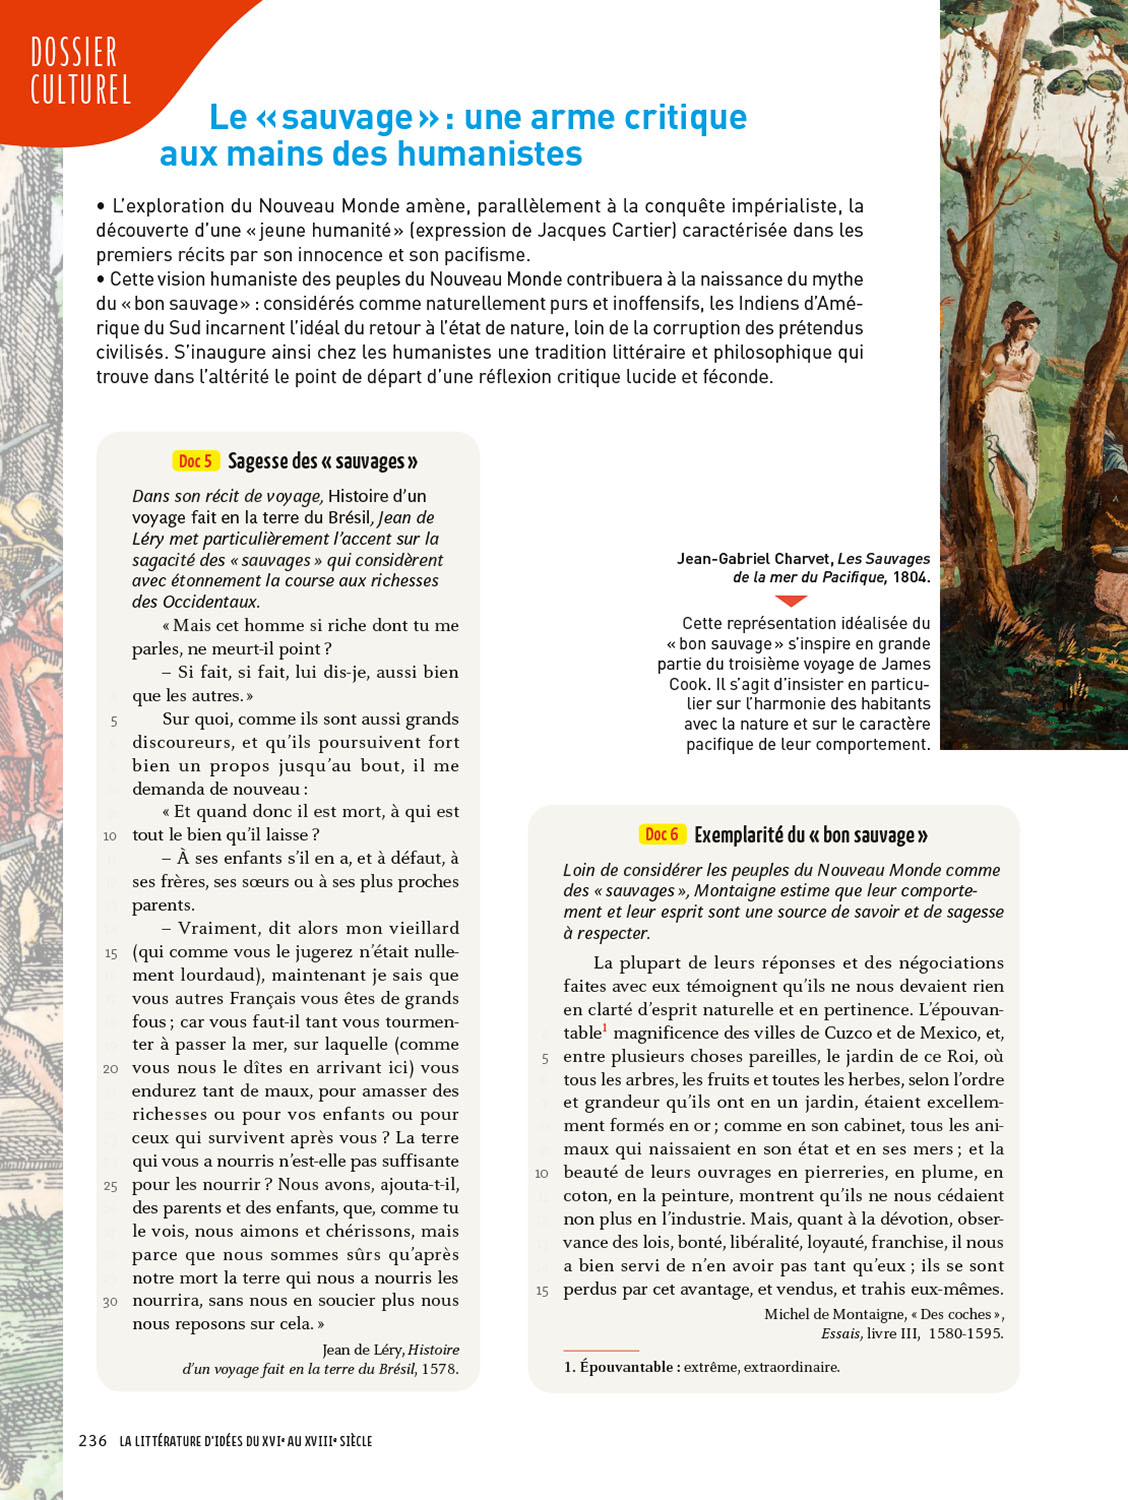 DOSSIER
CULTUREL
Le « sauvage » : une arme critique
aux mains des humanistes
• L’exploration du Nouveau Monde amène, parallèlement à la conquête impérialiste, la
découverte d’une « jeune humanité » (expression de Jacques Cartier) caractérisée dans les
premiers récits par son innocence et son pacifisme.
• Cette vision humaniste des peuples du Nouveau Monde contribuera à la naissance du mythe
du « bon sauvage » : considérés comme naturellement purs et inoffensifs, les Indiens d’Amé-
rique du Sud incarnent l’idéal du retour à l’état de nature, loin de la corruption des prétendus
civilisés. S’inaugure ainsi chez les humanistes une tradition littéraire et philosophique qui
trouve dans l’altérité le point de départ d’une réflexion critique lucide et féconde.
Doc 5 Sagesse des « sauvages »
Dans son récit de voyage, Histoire d’un
voyage fait en la terre du Brésil, Jean de
Léry met particulièrement l’accent sur la
sagacité des « sauvages » qui considèrent
avec étonnement la course aux richesses
des Occidentaux.
« Mais cet homme si riche dont tu me
parles, ne meurt-il point ?
– Si fait, si fait, lui dis-je, aussi bien
que les autres. »
5 Sur quoi, comme ils sont aussi grands
discoureurs, et qu’ils poursuivent fort
bien un propos jusqu’au bout, il me
demanda de nouveau :
« Et quand donc il est mort, à qui est
10 tout le bien qu’il laisse ?
– À ses enfants s’il en a, et à défaut, à
ses frères, ses sœurs ou à ses plus proches
parents.
– Vraiment, dit alors mon vieillard
15 (qui comme vous le jugerez n’était nulle-
ment lourdaud), maintenant je sais que
vous autres Français vous êtes de grands
fous ; car vous faut-il tant vous tourmen-
ter à passer la mer, sur laquelle (comme
20 vous nous le dîtes en arrivant ici) vous
endurez tant de maux, pour amasser des
richesses ou pour vos enfants ou pour
ceux qui survivent après vous ? La terre
qui vous a nourris n’est-elle pas suffisante
25 pour les nourrir ? Nous avons, ajouta-t-il,
des parents et des enfants, que, comme tu
le vois, nous aimons et chérissons, mais
parce que nous sommes sûrs qu’après
notre mort la terre qui nous a nourris les
30 nourrira, sans nous en soucier plus nous
nous reposons sur cela. »
Jean de Léry, Histoire
d’un voyage fait en la terre du Brésil, 1578.
Jean-Gabriel Charvet, Les Sauvages
de la mer du Pacifique, 1804.
Cette représentation idéalisée du
« bon sauvage » s’inspire en grande
partie du troisième voyage de James
Cook. Il s’agit d’insister en particu-
lier sur l’harmonie des habitants
avec la nature et sur le caractère
pacifique de leur comportement.
Doc 6 Exemplarité du « bon sauvage »
Loin de considérer les peuples du Nouveau Monde comme
des « sauvages », Montaigne estime que leur comporte-
ment et leur esprit sont une source de savoir et de sagesse
à respecter.
La plupart de leurs réponses et des négociations
faites avec eux témoignent qu’ils ne nous devaient rien
en clarté d’esprit naturelle et en pertinence. L’épouvan-
table1 magnificence des villes de Cuzco et de Mexico, et,
5 entre plusieurs choses pareilles, le jardin de ce Roi, où
tous les arbres, les fruits et toutes les herbes, selon l’ordre
et grandeur qu’ils ont en un jardin, étaient excellem-
ment formés en or ; comme en son cabinet, tous les ani-
maux qui naissaient en son état et en ses mers ; et la
10 beauté de leurs ouvrages en pierreries, en plume, en
coton, en la peinture, montrent qu’ils ne nous cédaient
non plus en l’industrie. Mais, quant à la dévotion, obser-
vance des lois, bonté, libéralité, loyauté, franchise, il nous
a bien servi de n’en avoir pas tant qu’eux ; ils se sont
15 perdus par cet avantage, et vendus, et trahis eux-mêmes.
Michel de Montaigne, « Des coches »,
Essais, livre III, 1580-1595.
1. Épouvantable : extrême, extraordinaire.
236 LA LITTÉRATURE D’IDÉES DU XVIe AU XVIIIe SIÈCLE